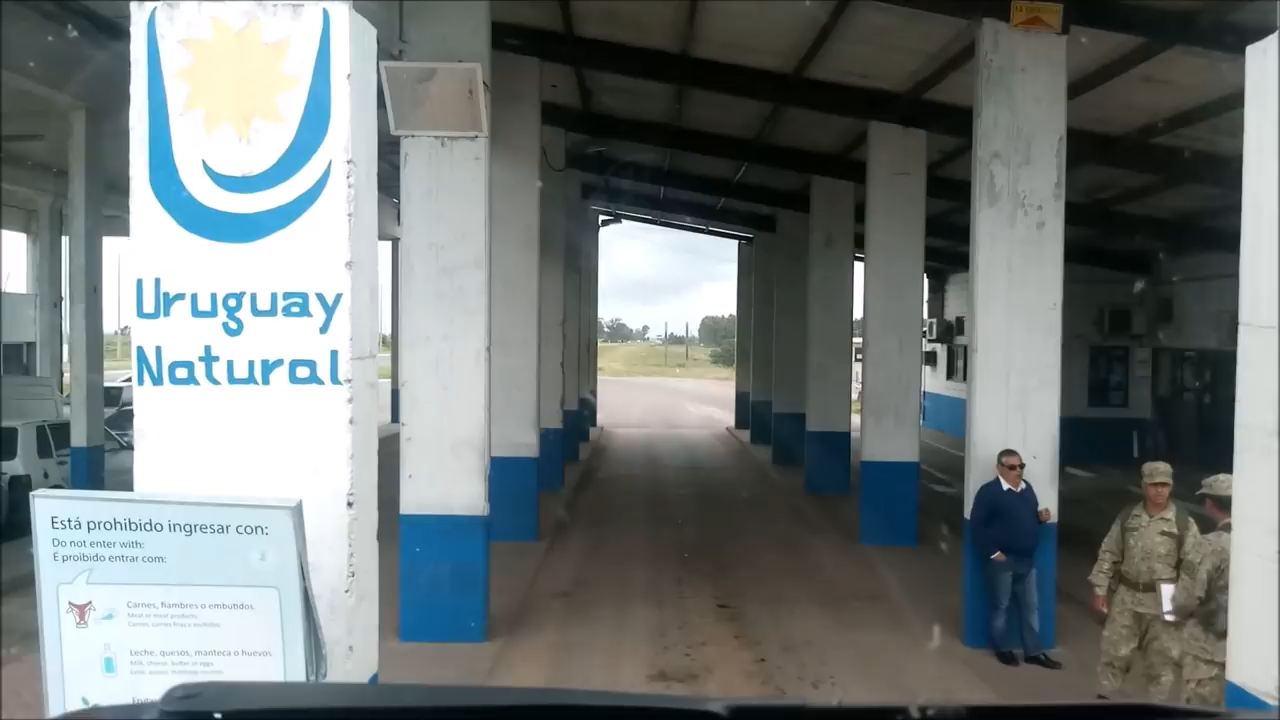 Uruguay
Natural
Está prohibido ingresar con:
Do not enter with:
E proibido entrar com:
Carnes, fiambres o embutidos.
Meat or meat products.
Leche, quesos, manteca o huevos.
Milk, cheese, butter or eggs